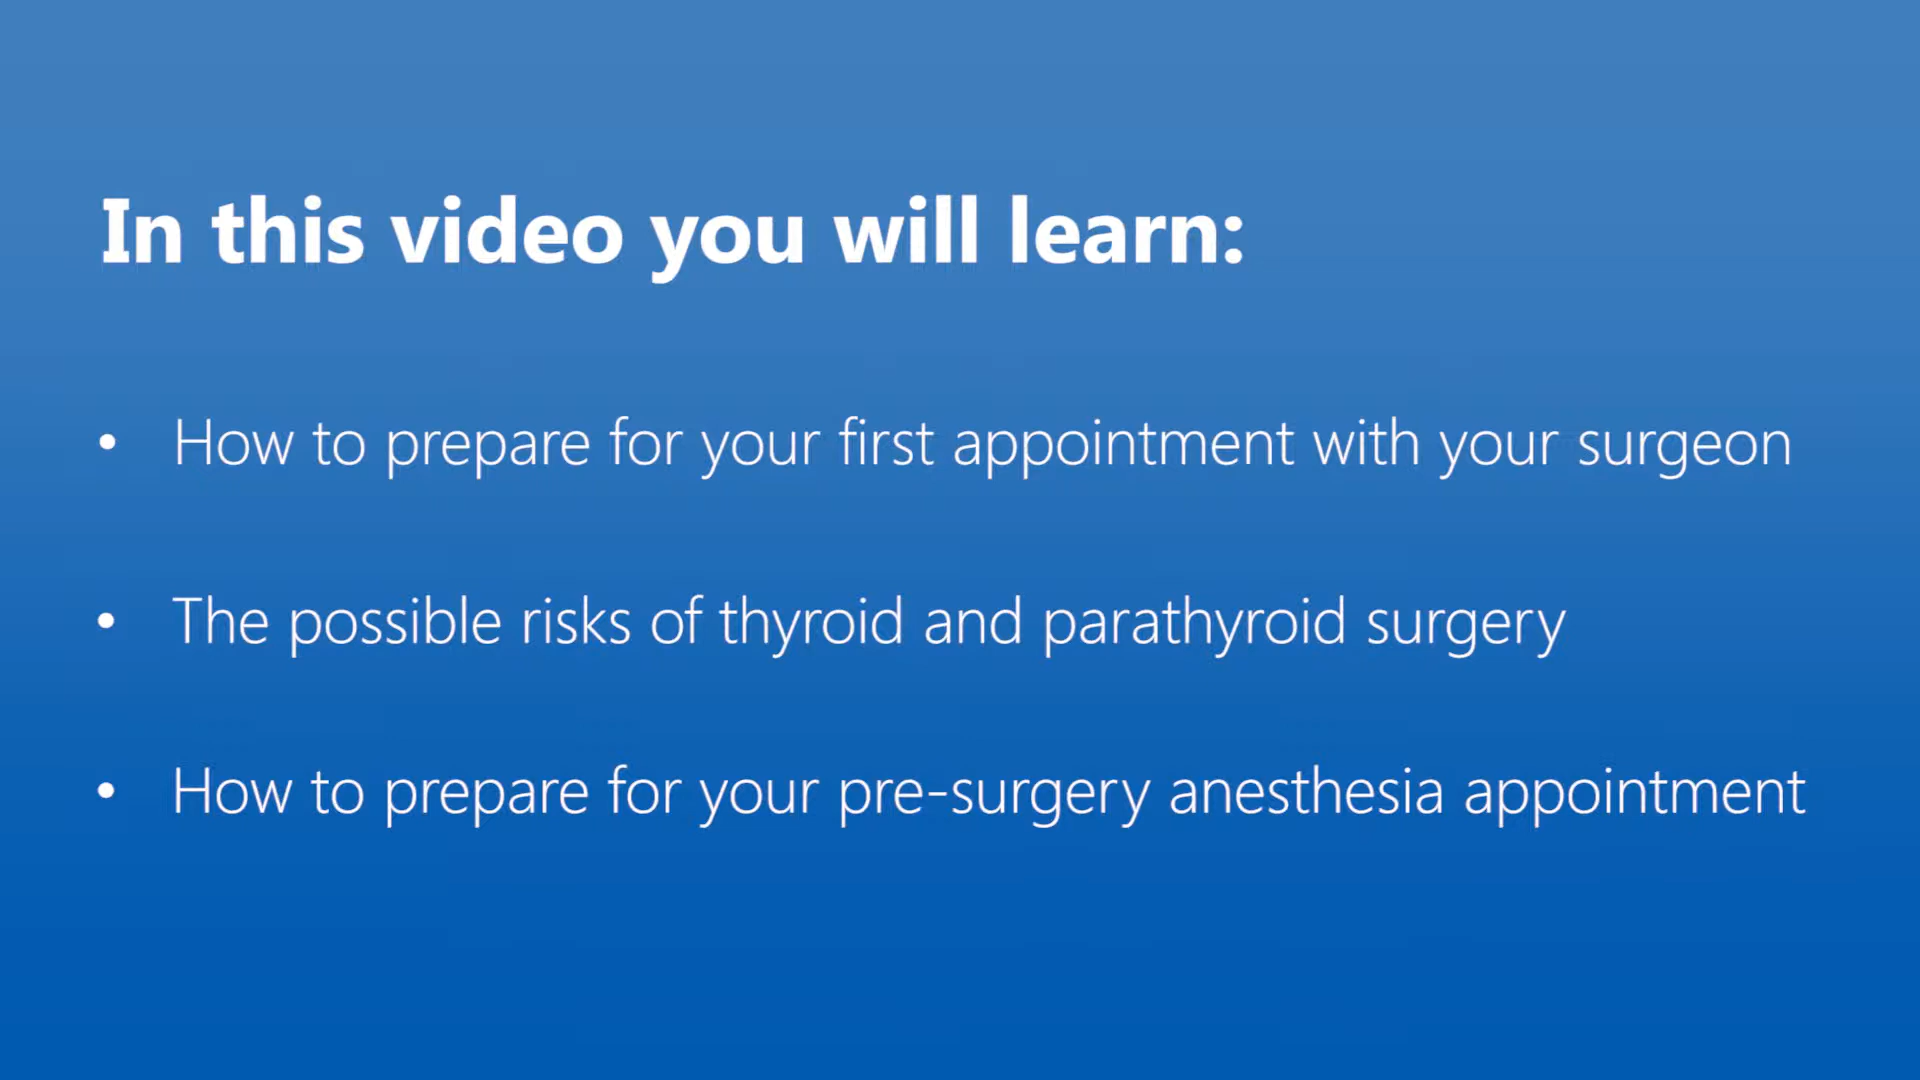 In this video you will learn:
• How to prepare for your first appointment with your surgeon
• The possible risks of thyroid and parathyroid surgery
• How to prepare for your pre-surgery anesthesia appointment